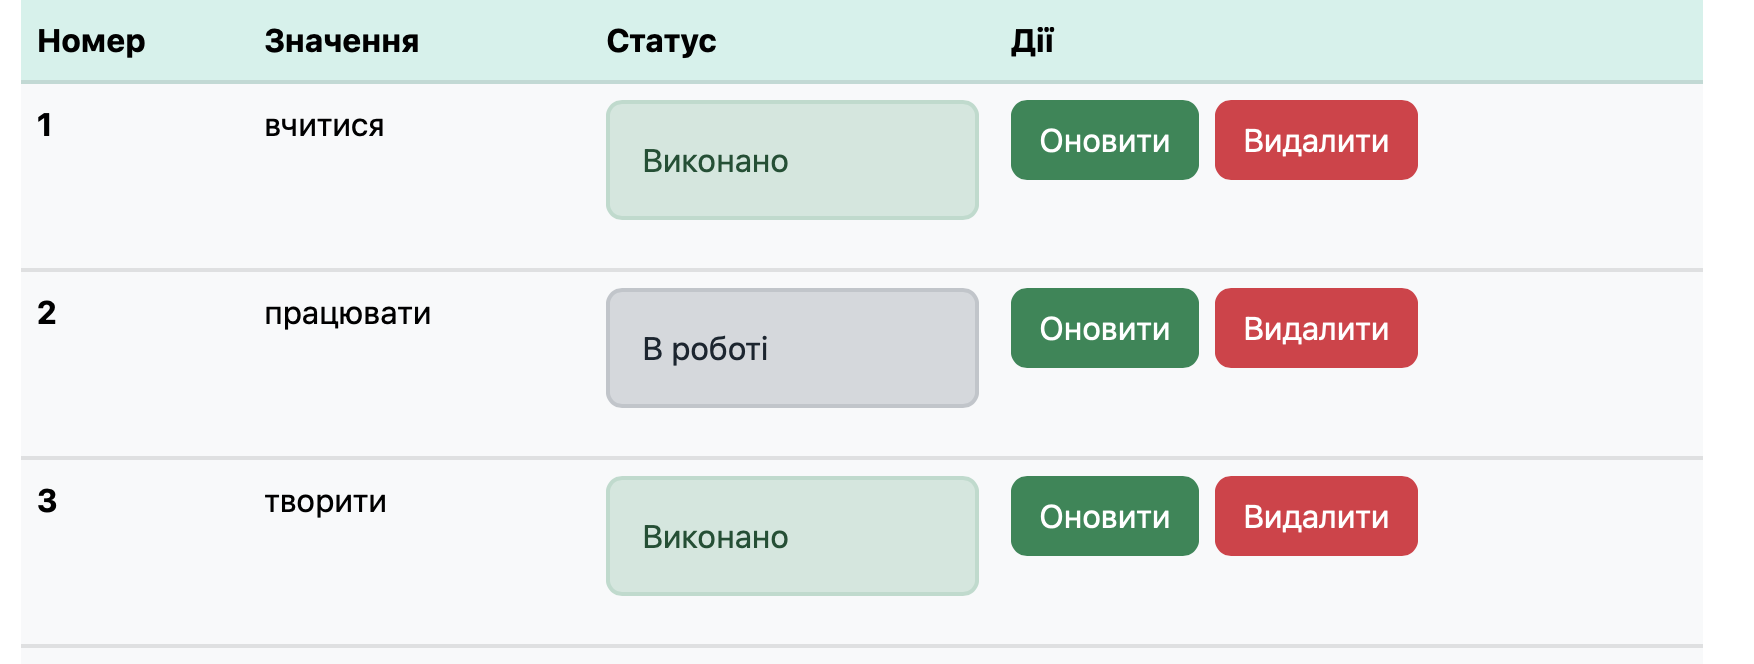 Номер Значення Статус Дії
1 вчитися Виконано Оновити Видалити
2 працювати В роботі Оновити Видалити
3 творити Виконано Оновити Видалити